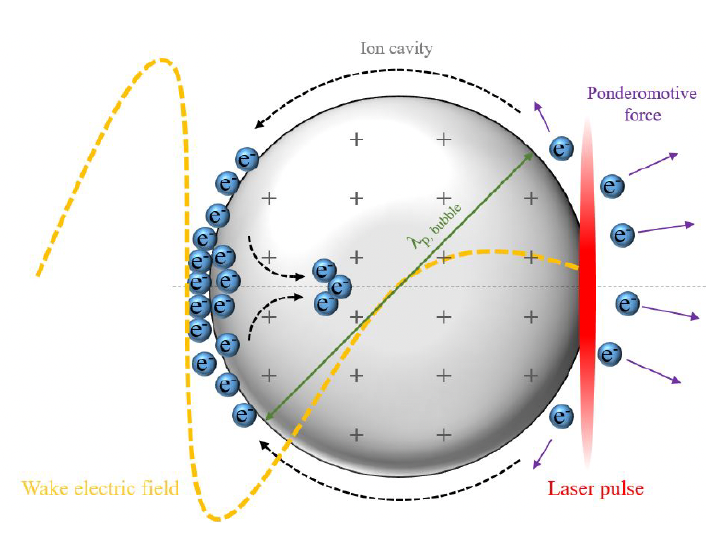 Ion cavity
Ponderomotive
force
e⁻ e⁻
e⁻ e⁻
e⁻ e⁻
e⁻ e⁻ e⁻
e⁻ e⁻ e⁻
e⁻ e⁻ e⁻ e⁻
e⁻ e⁻ e⁻
e⁻ e⁻
e⁻ e⁻
e⁻
e⁻ e⁻
+ +
+ +
+ + + +
+ + + +
+ + + +
+ +
λp, bubble
Wake electric field
Laser pulse